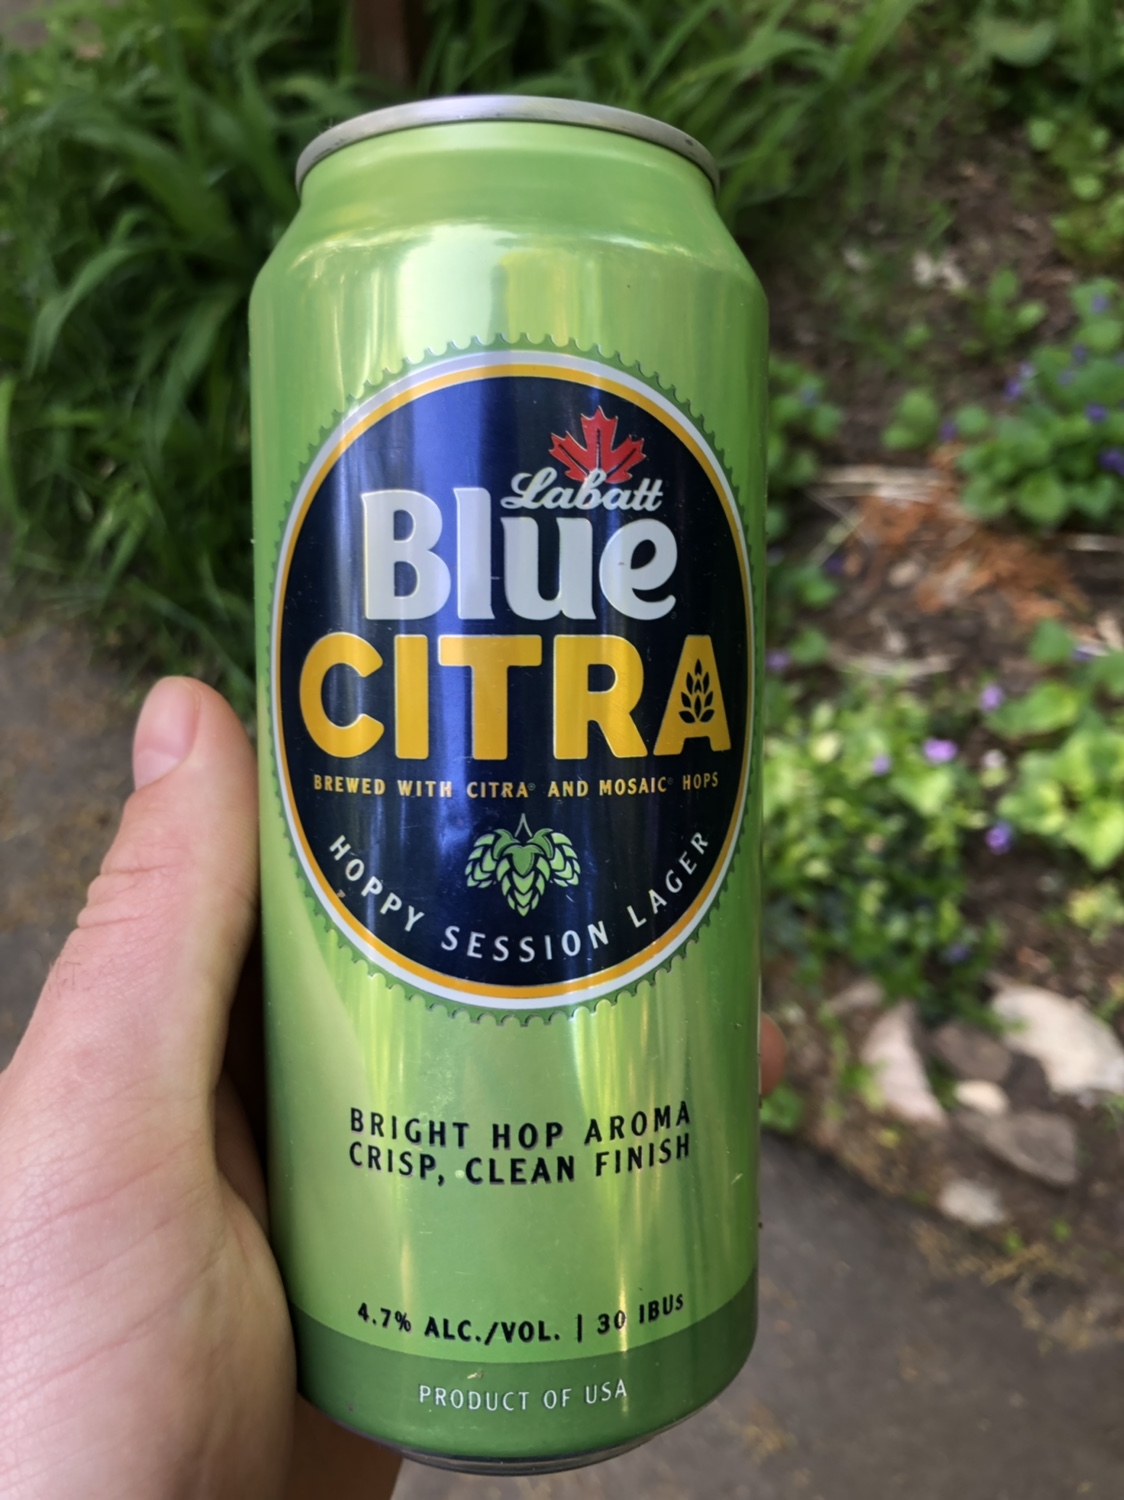 Labatt
Blue
CITRA
BREWED WITH CITRA® AND MOSAIC® HOPS
HOPPY SESSION LAGER
BRIGHT HOP AROMA
CRISP, CLEAN FINISH
4.7% ALC./VOL. | 30 IBUs
PRODUCT OF USA